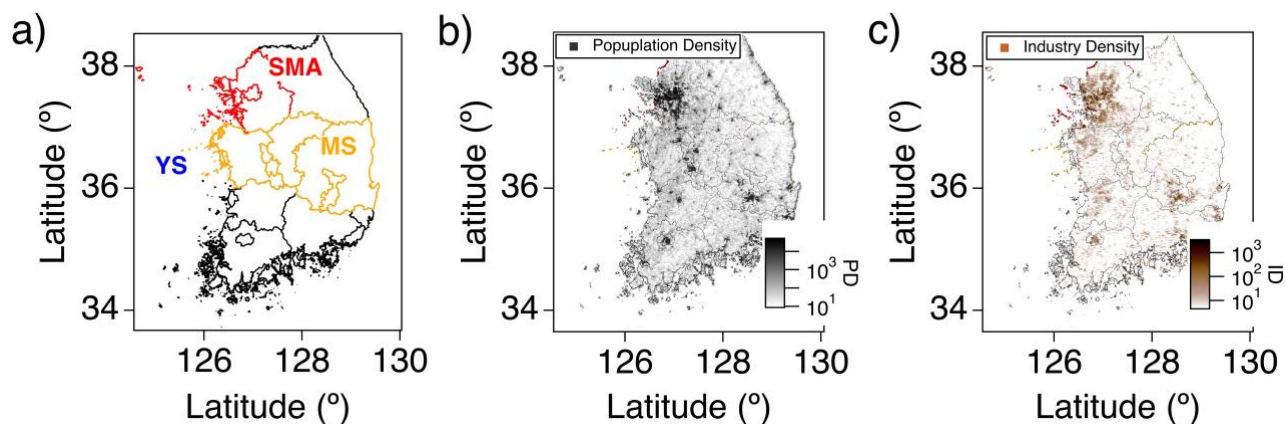 a)
Latitude (º)
38
36
34
SMA
MS
YS
126
128
130
Latitude (º)
b)
Latitude (º)
38
36
34
Popuplation Density
10³
10¹
PD
126
128
130
Latitude (º)
c)
Latitude (º)
38
36
34
Industry Density
10³
10²
10¹
ID
126
128
130
Latitude (º)